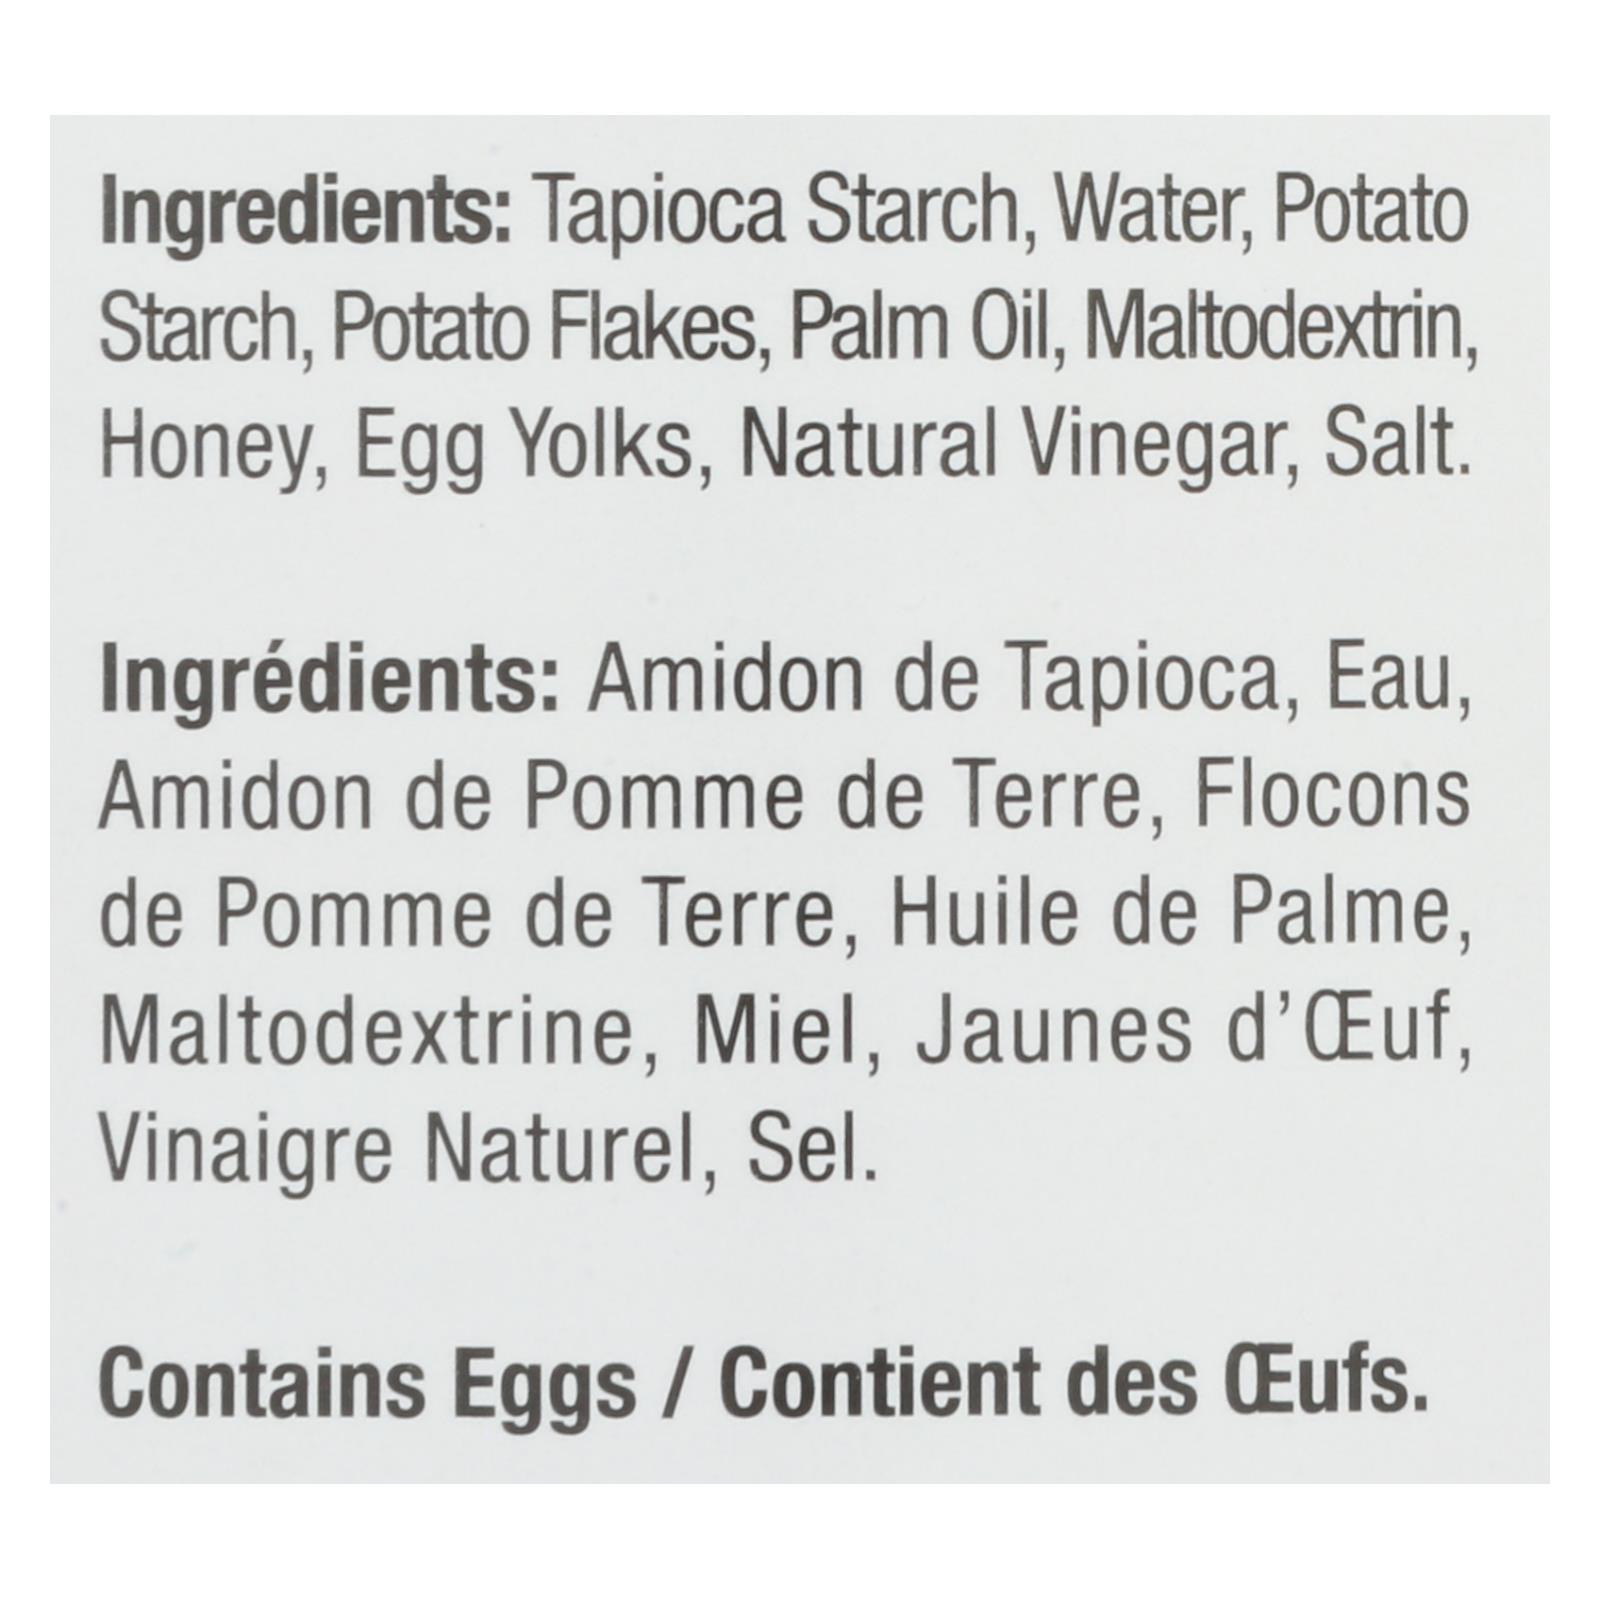 Ingredients: Tapioca Starch, Water, Potato
Starch, Potato Flakes, Palm Oil, Maltodextrin,
Honey, Egg Yolks, Natural Vinegar, Salt.
Ingrédients: Amidon de Tapioca, Eau,
Amidon de Pomme de Terre, Flocons
de Pomme de Terre, Huile de Palme,
Maltodextrine, Miel, Jaunes d’Œuf,
Vinaigre Naturel, Sel.
Contains Eggs / Contient des Œufs.